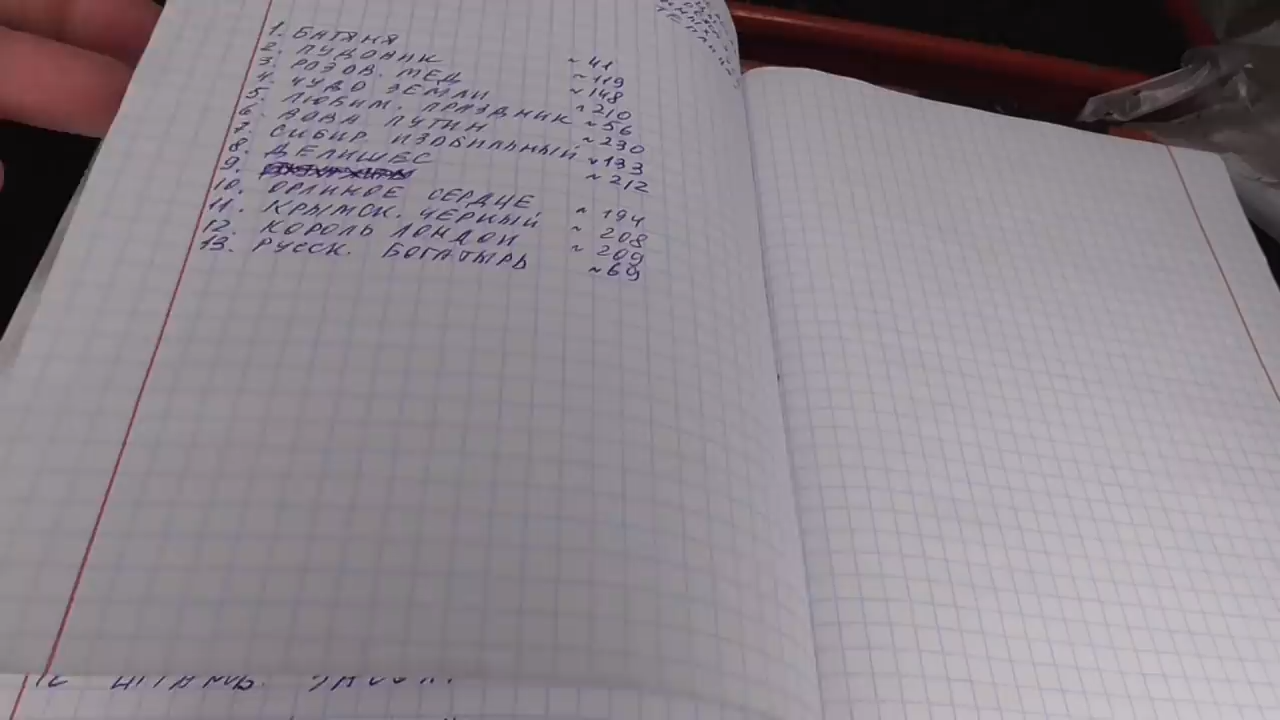 1. БАТЯНЯ ~ 41
2. ПУДОВИК ~ 119
3. РОЗОВ. МЕД ~ 148
4. ЧУДО ЗЕМЛИ ~ 210
5. ЛЮБИМ. ПРАЗДНИК ~ 56
6. ВОВА ПУТИН ~ 230
7. СИБИР. ИЗОБИЛЬНЫЙ ~ 133
8. ДЕЛИШЕС ~ 212
9.
10. ОРЛИНОЕ СЕРДЦЕ ~ 194
11. КРЫМСК. ЧЕРНЫЙ ~ 208
12. КОРОЛЬ ЛОНДОН ~ 209
13. РУССК. БОГАТЫРЬ ~ 69